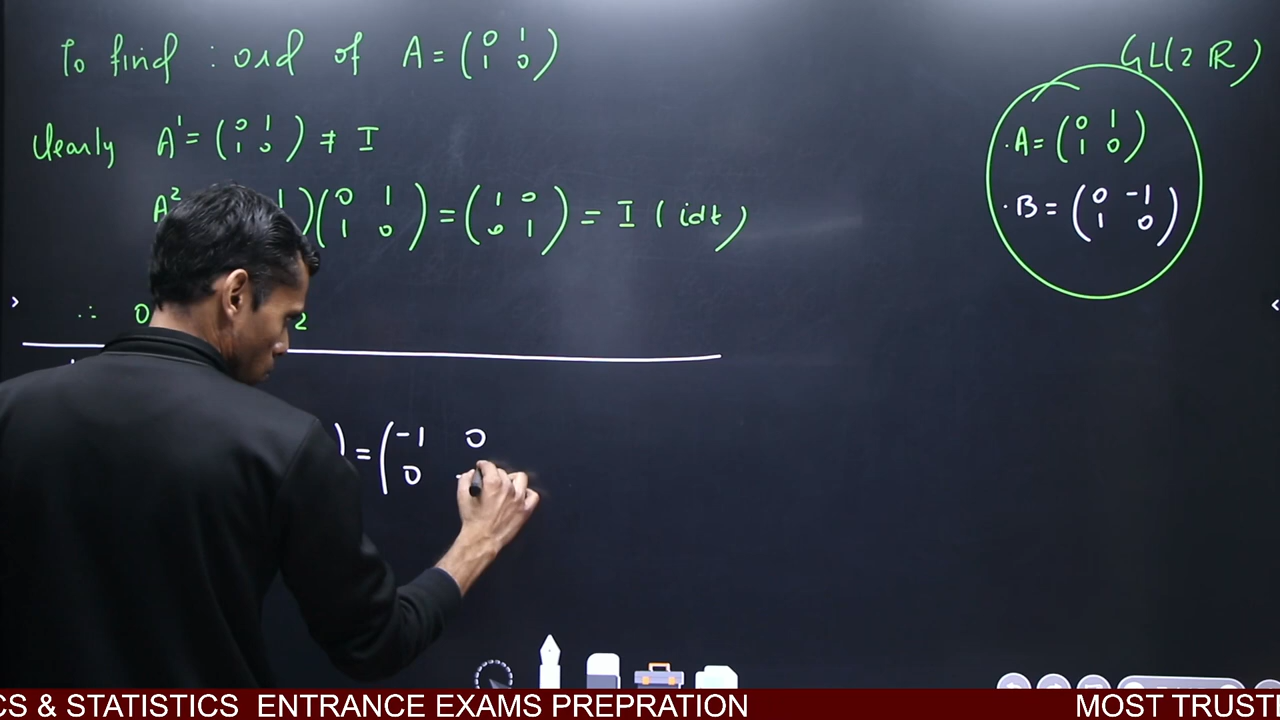 To find : ord of A = ( 0 1 1 0 )
GL(2 R)
Clearly A¹ = ( 0 1 1 0 ) ≠ I
· A = ( 0 1 1 0 )
A² 1 ) ( 0 1 1 0 ) = ( 1 0 0 1 ) = I ( idt )
· B = ( 0 -1 1 0 )
∴ 2
) = ( -1 0 0 -
CS & STATISTICS ENTRANCE EXAMS PREPRATION MOST TRUST